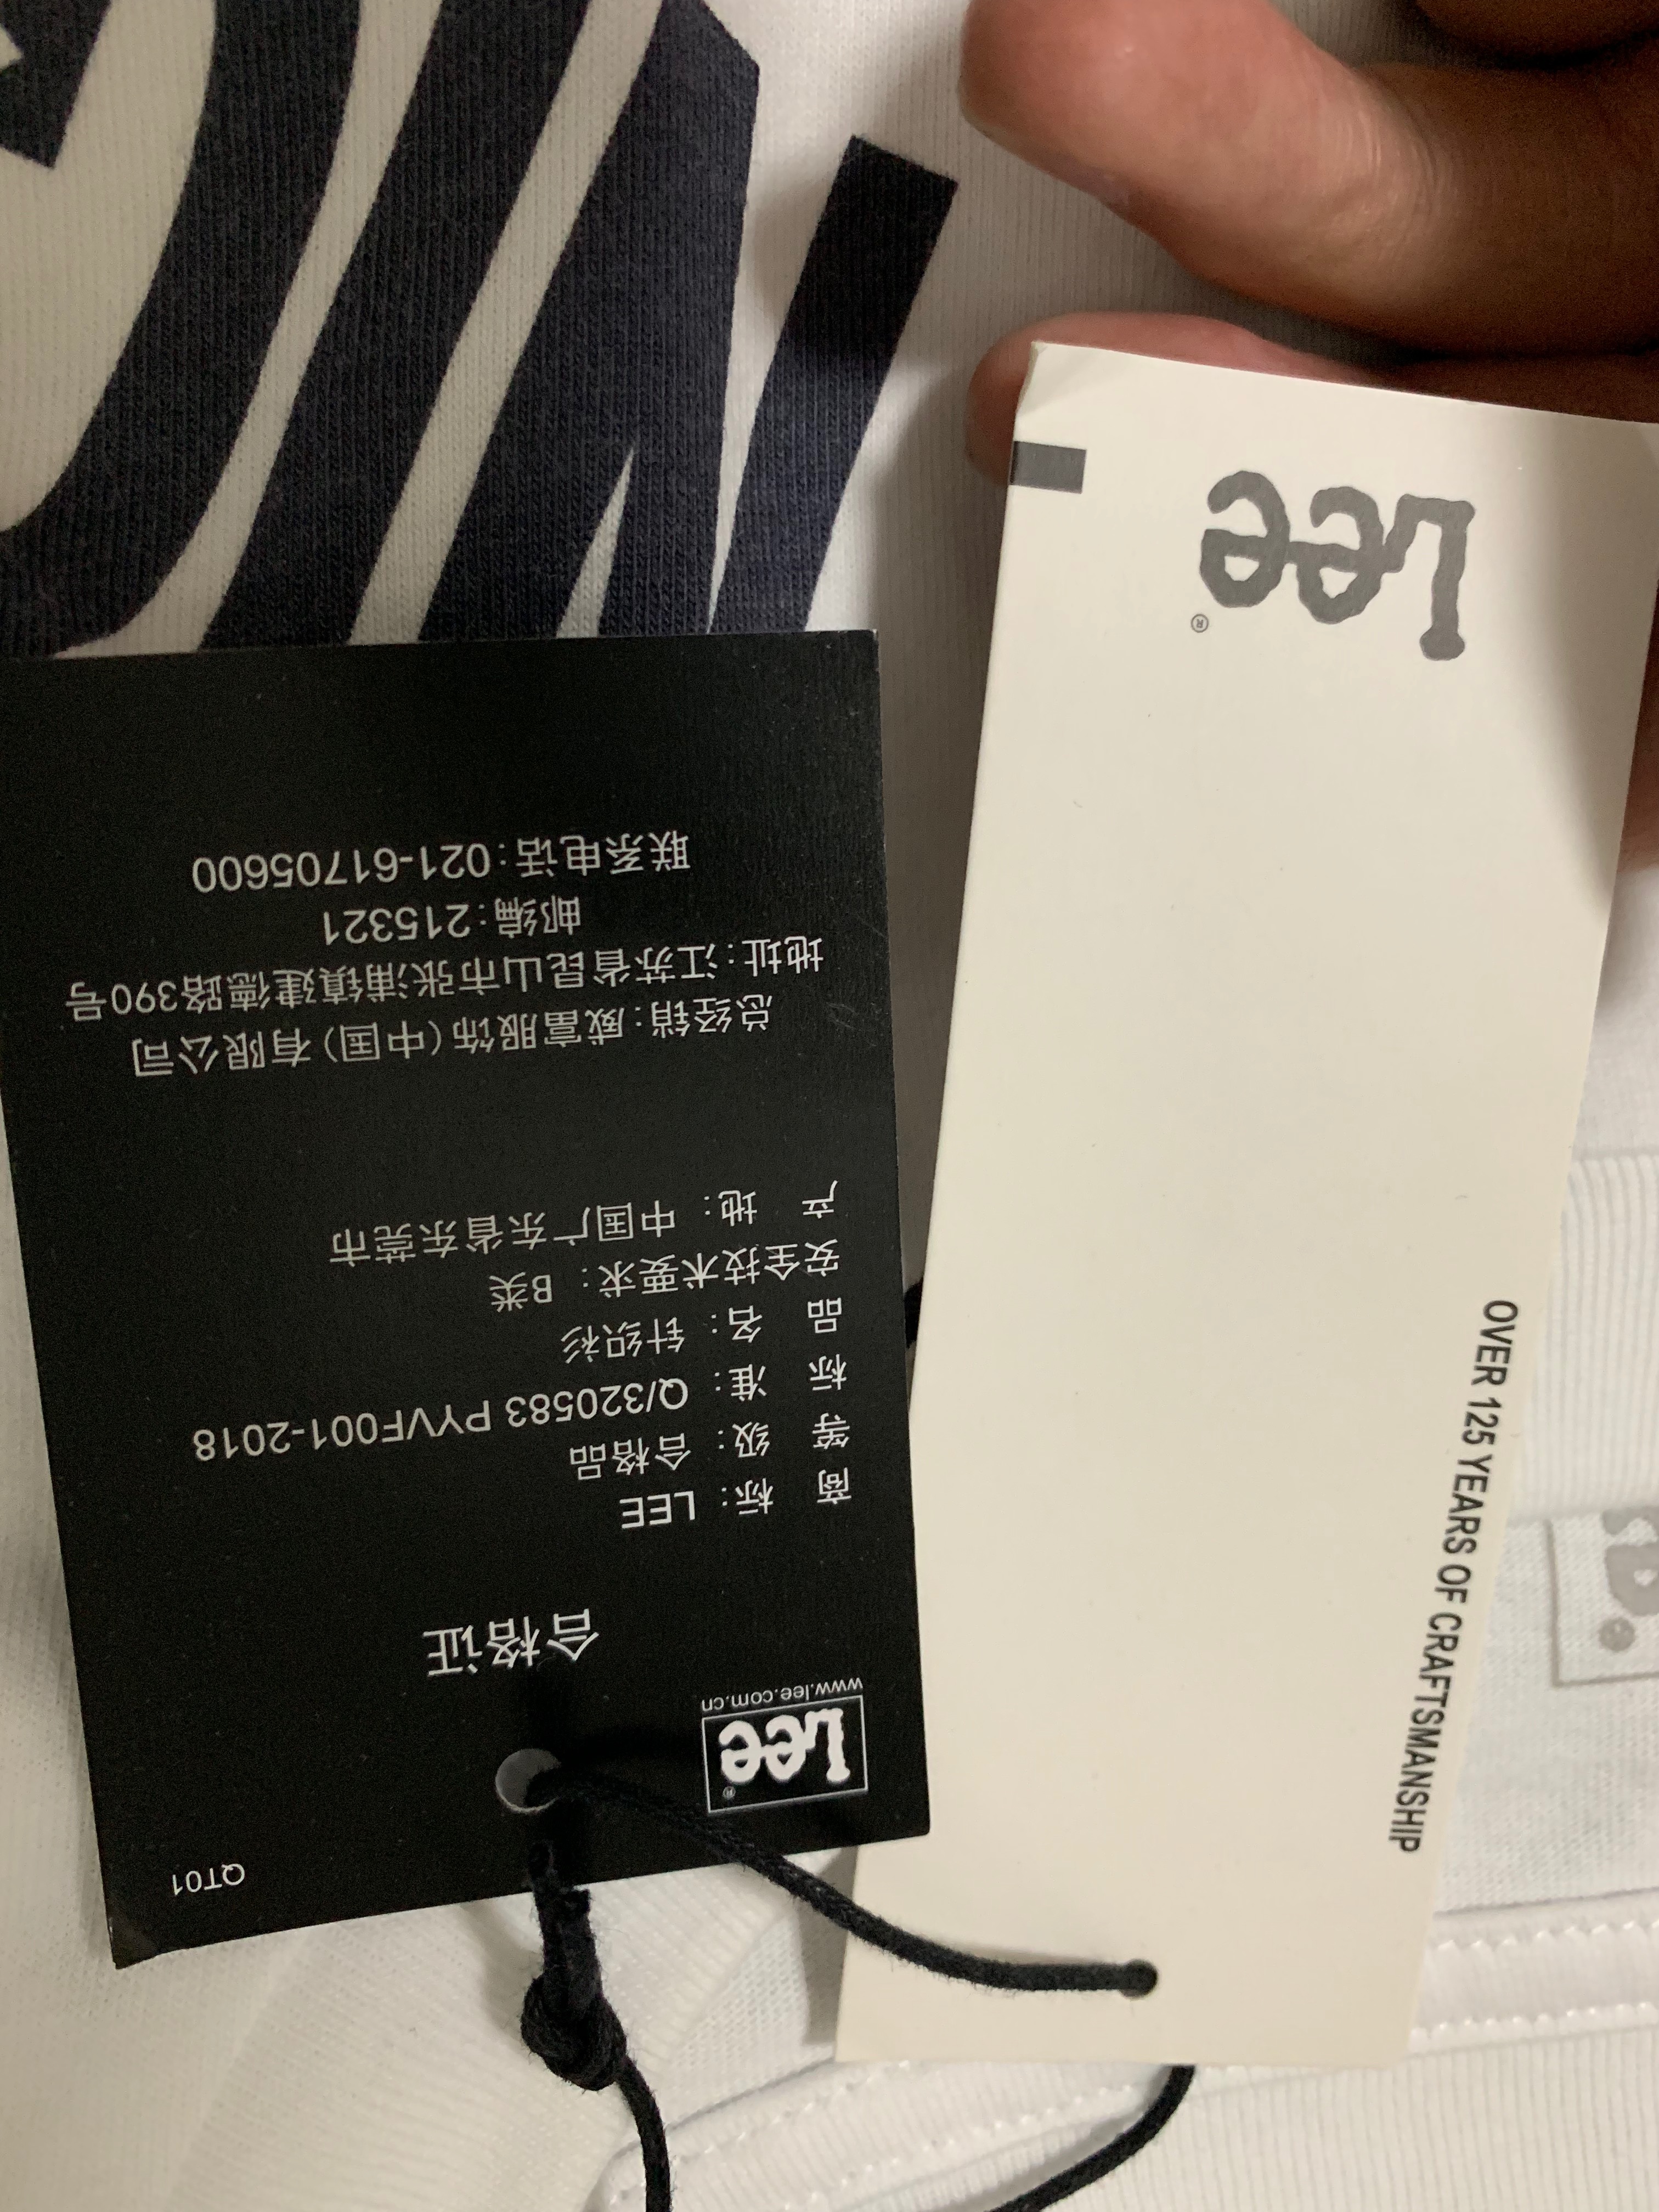 QT01
Lee®
www.lee.com.cn
合格证
商 标: LEE
等 级: 合格品
标 准: Q/320583 PYVF001-2018
品 名: 针织衫
安全技术要求: B类
产 地: 中国广东省东莞市
总经销:威富服饰(中国)有限公司
地址:江苏省昆山市张浦镇建德路390号
邮编:215321
联系电话:021-61705600
OVER 125 YEARS OF CRAFTSMANSHIP
Lee®